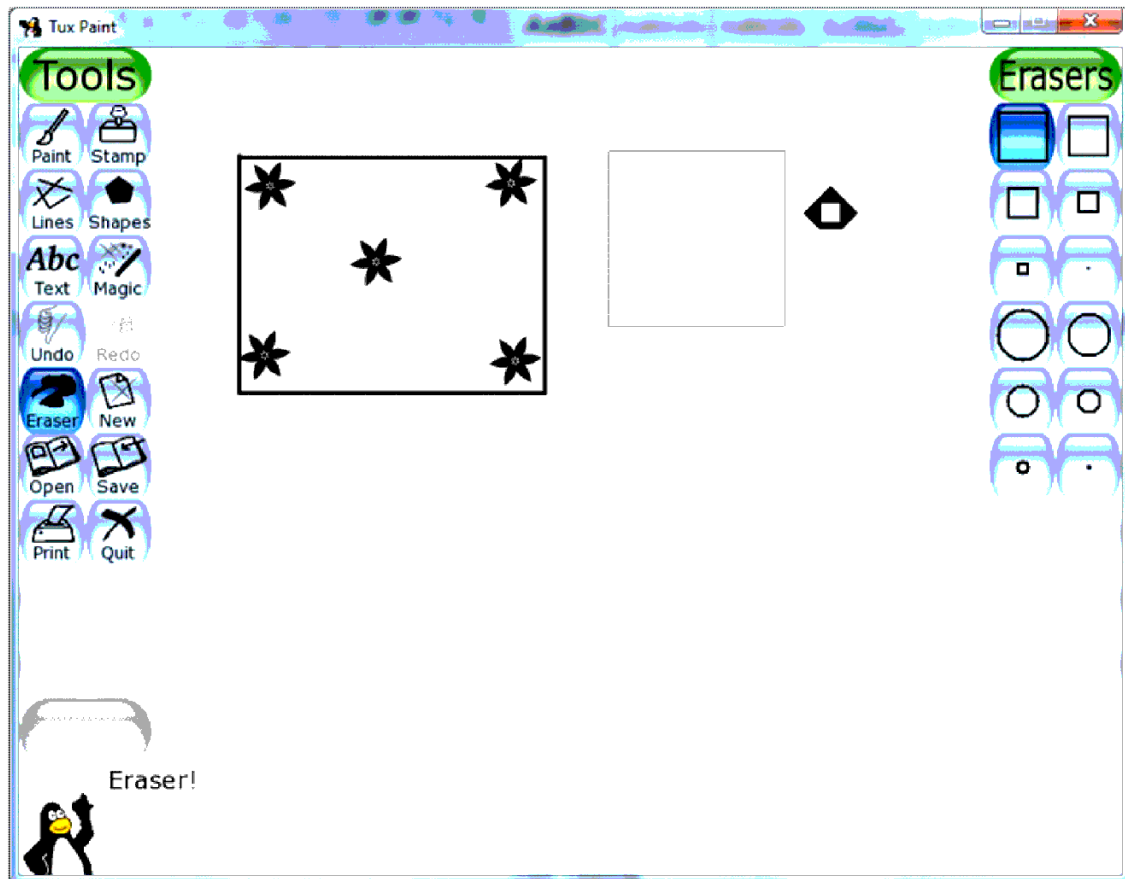 Tux Paint
Tools
Erasers
Paint Stamp
Lines Shapes
Abc
Text Magic
Undo Redo
Eraser New
Open Save
Print Quit
Eraser!